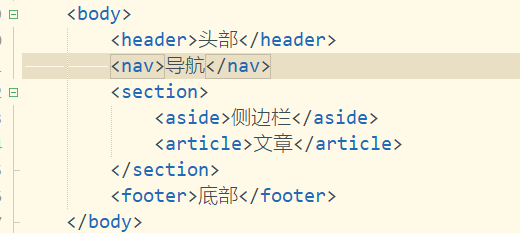 <body>
<header>头部</header>
<nav>导航</nav>
<section>
<aside>侧边栏</aside>
<article>文章</article>
</section>
<footer>底部</footer>
</body>